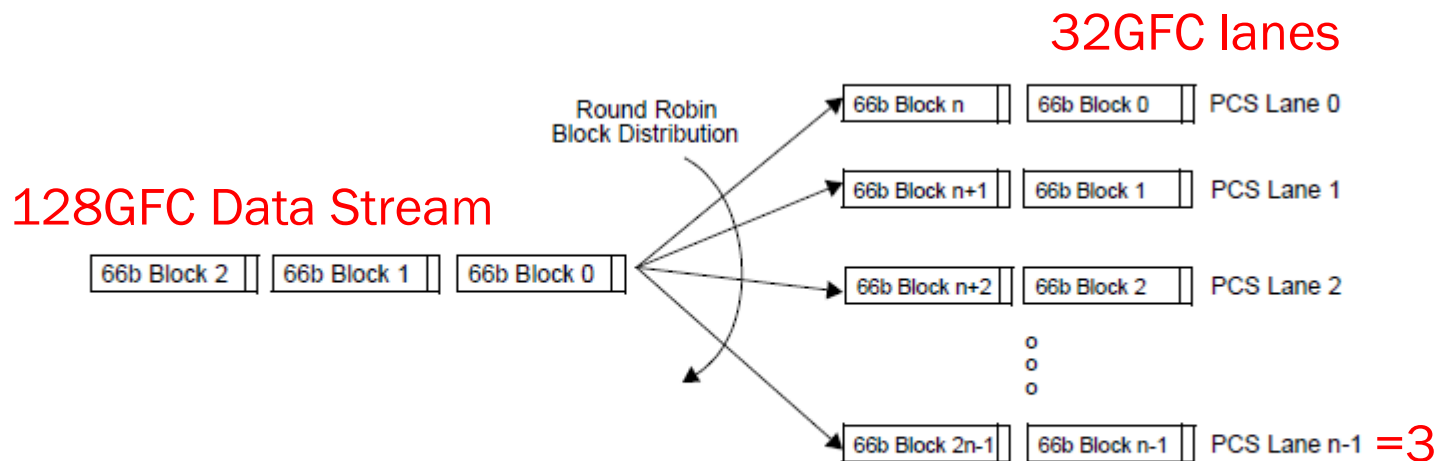 32GFC lanes
Round Robin
Block Distribution
66b Block n 66b Block 0 PCS Lane 0
66b Block n+1 66b Block 1 PCS Lane 1
128GFC Data Stream
66b Block 2 66b Block 1 66b Block 0
66b Block n+2 66b Block 2 PCS Lane 2
o
o
o
66b Block 2n-1 66b Block n-1 PCS Lane n-1 =3